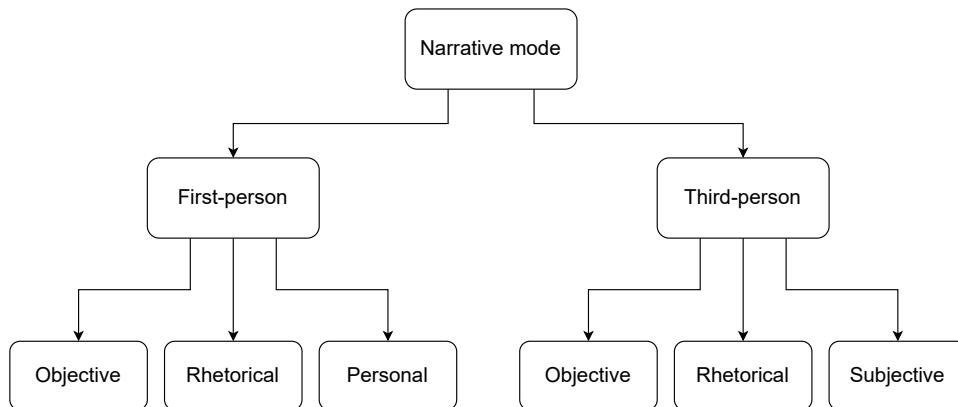 Narrative mode
First-person
Third-person
Objective
Rhetorical
Personal
Objective
Rhetorical
Subjective